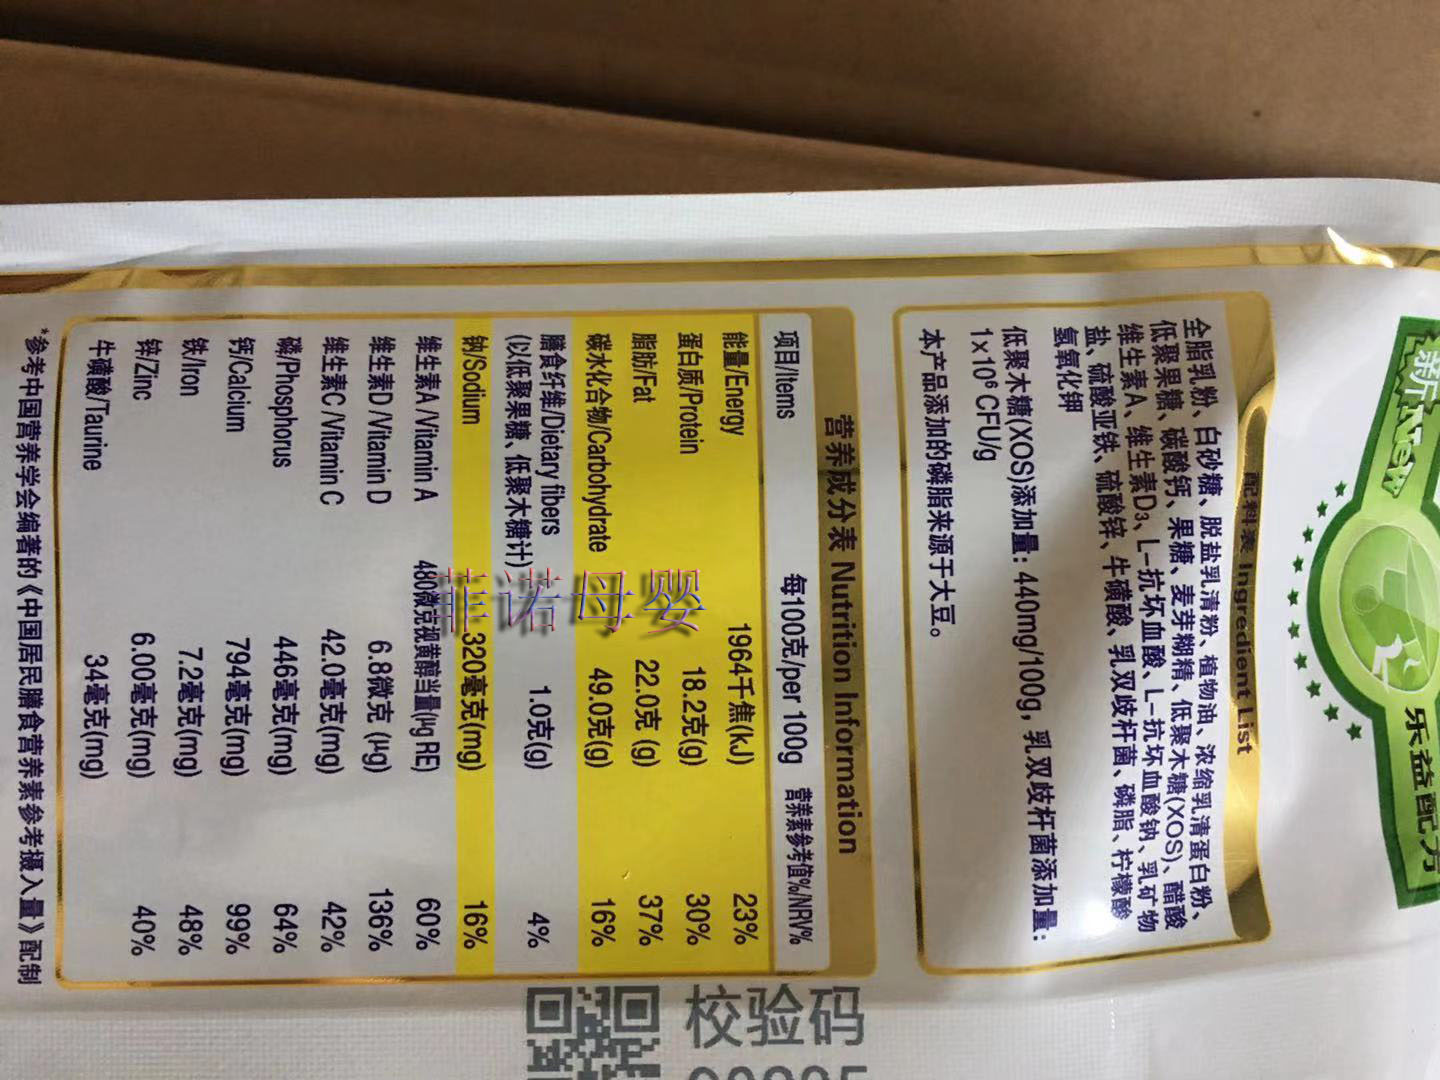 新广New
乐益配方
配料表 Ingredient List
全脂乳粉、白砂糖、脱盐乳清粉、植物油、浓缩乳清蛋白粉、
低聚果糖、碳酸钙、果糖、麦芽糊精、低聚木糖(XOS)、醋酸
维生素A、维生素D3、L-抗坏血酸、L-抗坏血酸钠、乳矿物
盐、硫酸亚铁、硫酸锌、牛磺酸、乳双歧杆菌、磷脂、柠檬酸
氢氧化钾
低聚木糖(XOS)添加量：440mg/100g，乳双歧杆菌添加量：
1×10⁶ CFU/g
本产品添加的磷脂来源于大豆。
营养成分表 Nutrition Information
项目/Items 每100克/per 100g 营养素参考值%/NRV%
能量/Energy 1964千焦(kJ) 23%
蛋白质/Protein 18.2克(g) 30%
脂肪/Fat 22.0克 (g) 37%
碳水化合物/Carbohydrate 49.0克(g) 16%
膳食纤维/Dietary fibers 1.0克(g) 4%
(以低聚果糖、低聚木糖计)
钠/Sodium 320毫克(mg) 16%
维生素A /Vitamin A 480微克视黄醇当量(μg RE) 60%
维生素D /Vitamin D 6.8微克 (μg) 136%
维生素C /Vitamin C 42.0毫克(mg) 42%
磷/Phosphorus 446毫克(mg) 64%
钙/Calcium 794毫克(mg) 99%
铁/Iron 7.2毫克(mg) 48%
锌/Zinc 6.00毫克(mg) 40%
牛磺酸/Taurine 34毫克(mg)
*参考中国营养学会编著的《中国居民膳食营养素参考摄入量》配制
校验码
菲诺母婴